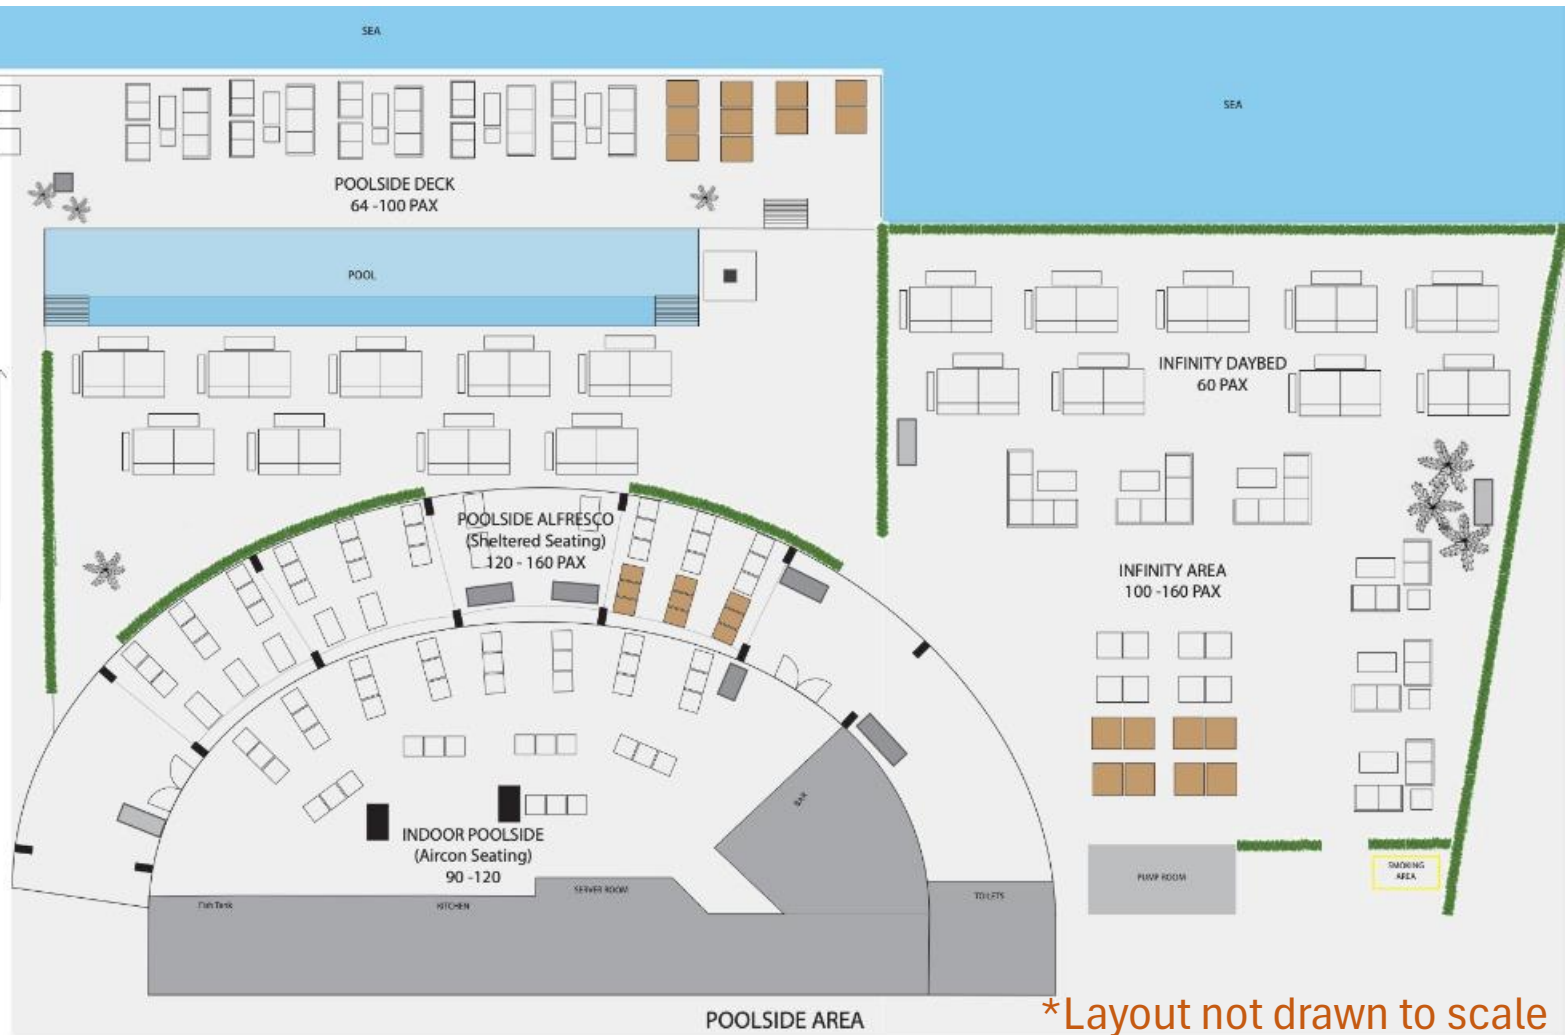 SEA
SEA
POOLSIDE DECK
64 -100 PAX
POOL
INFINITY DAYBED
60 PAX
POOLSIDE ALFRESCO
(Sheltered Seating)
120 - 160 PAX
INFINITY AREA
100 -160 PAX
BAR
INDOOR POOLSIDE
(Aircon Seating)
90 -120
SMOKING
AREA
PUMP ROOM
SERVER ROOM
TOILETS
Fish Tank
KITCHEN
POOLSIDE AREA
*Layout not drawn to scale